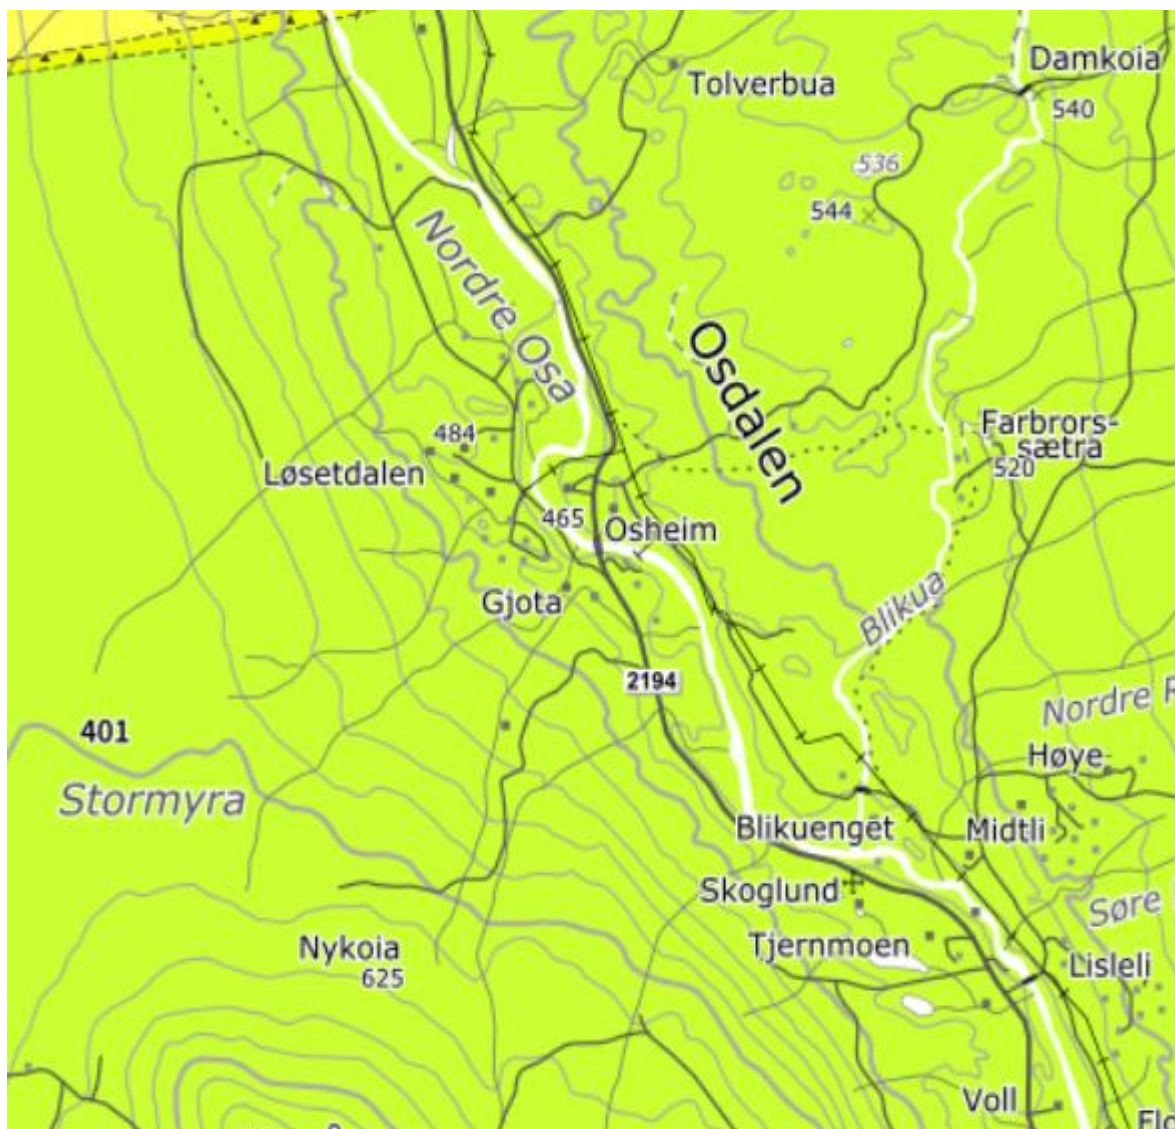 Damkoia
Tolverbua
540
536
544
Nordre Osa
Osdalen
Farbrors-
sætra
484
Løsetdalen
520
465
Osheim
Gjota
Blikua
2194
Nordre
401
Høye
Stormyra
Blikuenget
Midtli
Skoglund
Søre
Nykoia
Tjernmoen
Lisleli
625
Voll